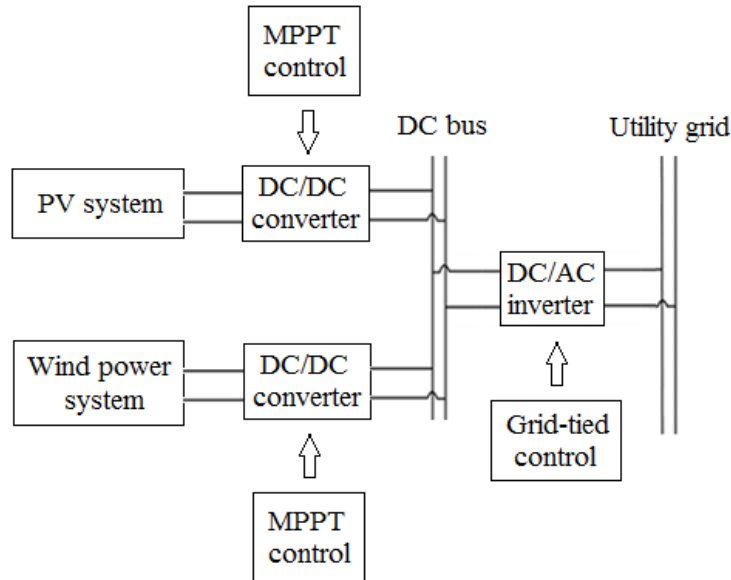 MPPT
control
DC bus
Utility grid
PV system
DC/DC
converter
DC/AC
inverter
Wind power
system
DC/DC
converter
Grid-tied
control
MPPT
control